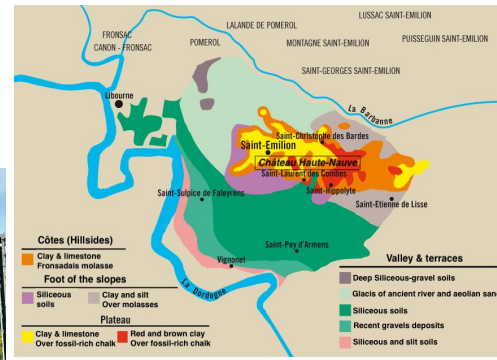 FRONSAC
CANON - FRONSAC
LALANDE DE POMEROL
POMEROL
LUSSAC SAINT-EMILION
MONTAGNE SAINT-EMILION
PUISSEGUIN SAINT-EMILION
SAINT-GEORGES SAINT-EMILION
Libourne
La Barbanne
Saint-Christophe des Bardes
Saint-Emilion
Château Haute-Nauve
Saint-Laurent des Combes
Saint-Hippolyte
Saint-Etienne de Lisse
Saint-Sulpice de Faleyrens
Saint-Pey d'Armens
Vignonet
La Dordogne
Côtes (Hillsides)
Clay & limestone
Fronsadais molasse
Foot of the slopes
Siliceous
soils
Clay and silt
Over molasses
Plateau
Clay & limestone
Over fossil-rich chalk
Red and brown clay
Over fossil-rich chalk
Valley & terraces
Deep Siliceous-gravel
soils
Glacis of ancient river and aeolian san
Siliceous soils
Recent gravels deposits
Siliceous and slit soils